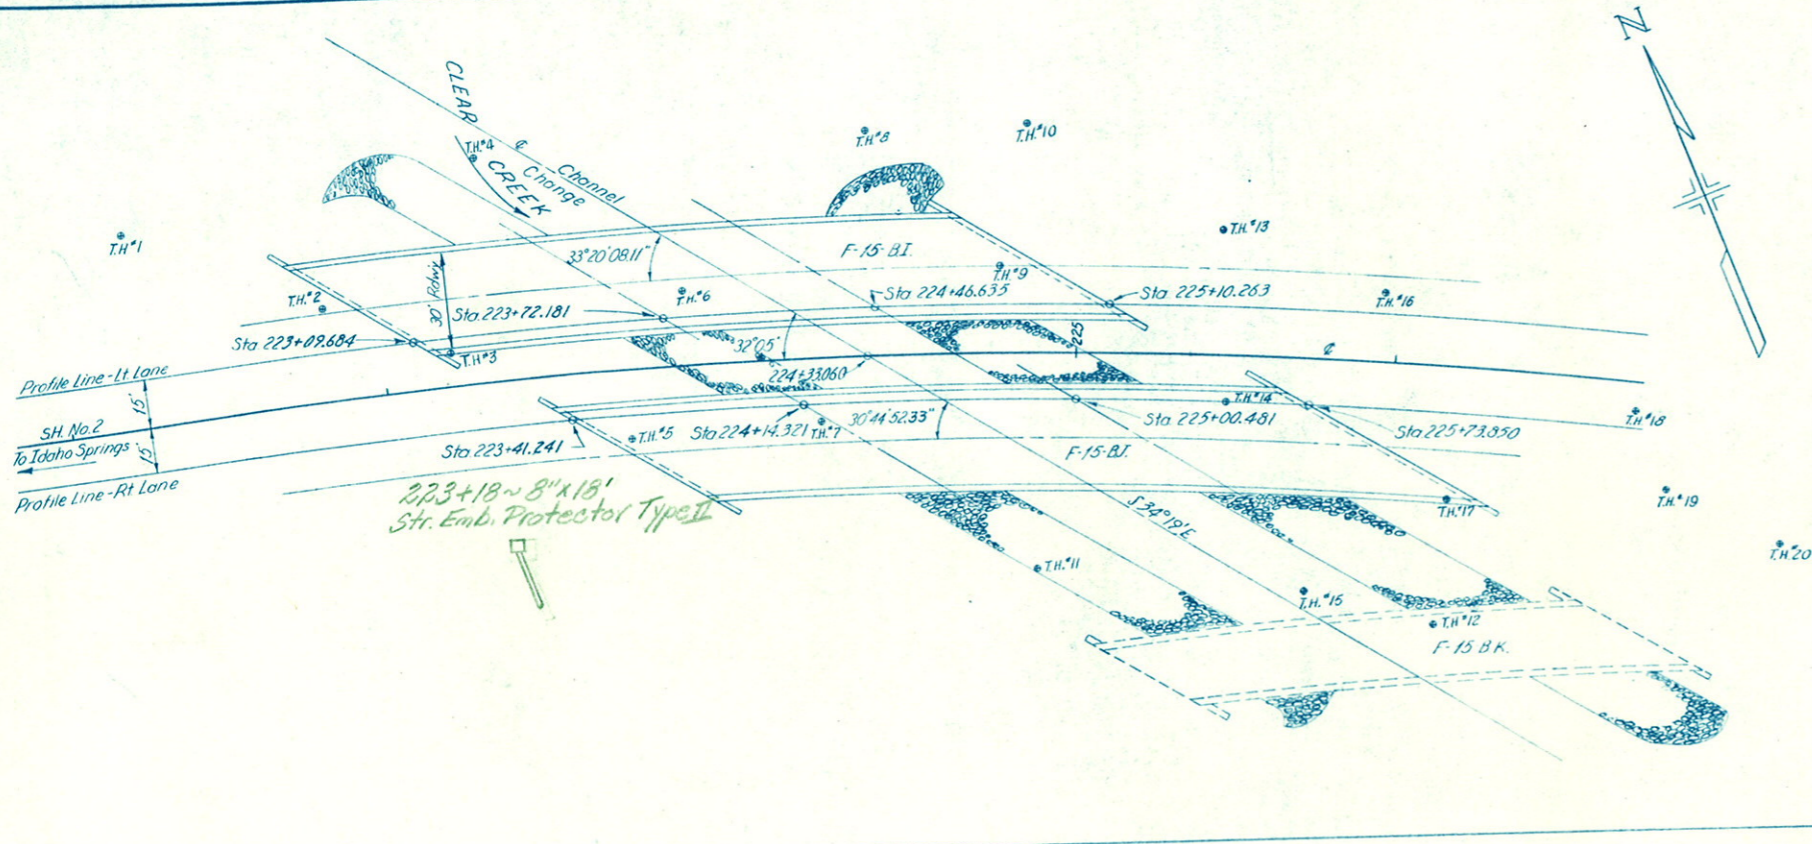 N
CLEAR
CREEK
T.H.#4
℄ Channel
Change
T.H.#8
T.H.#10
T.H.#1
T.H.#13
33°20'08.11"
F-15-B.I.
T.H.#9
T.H.#2
30' Rdwy.
T.H.#6
Sta 224+46.635
Sta 225+10.263
T.H.#16
Sta 223+72.181
Sta 223+09.684
T.H.#3
32°05'
225
℄
224+33.060
Profile Line-Lt Lane
15'
S.H. No.2
To Idaho Springs
15'
Profile Line-Rt Lane
Sta 223+41.241
T.H.#5
Sta 224+14.321
T.H.#7
30°44'52.33"
T.H.#14
Sta 225+00.481
Sta 225+73.850
T.H.#18
F-15-B.I.
223+18~8"x18'
Str. Emb. Protector Type II
S34°19'E
T.H.#17
T.H.#19
T.H.#11
T.H.#20
T.H.#15
T.H.#12
F-15 B.K.